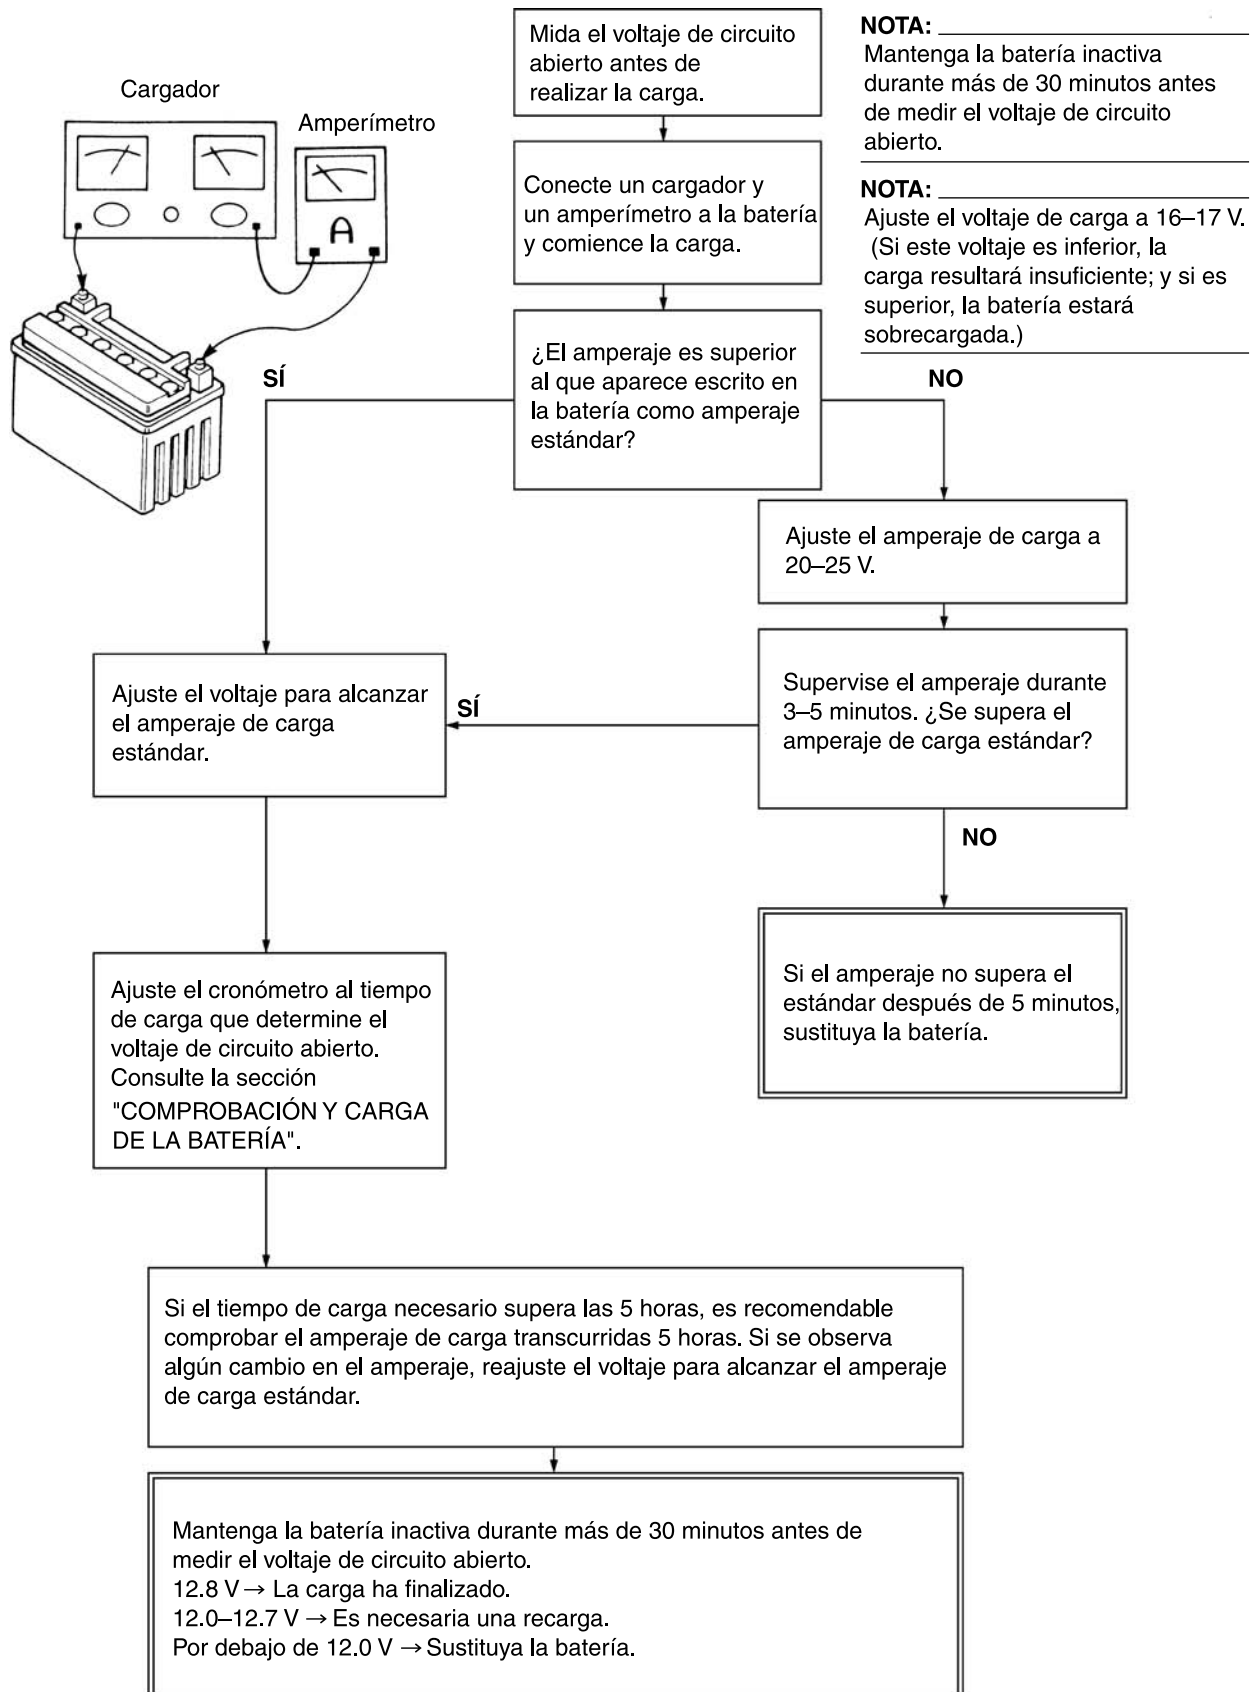 Cargador
Amperímetro
A
Mida el voltaje de circuito
abierto antes de
realizar la carga.
NOTA:
Mantenga la batería inactiva
durante más de 30 minutos antes
de medir el voltaje de circuito
abierto.
Conecte un cargador y
un amperímetro a la batería
y comience la carga.
NOTA:
Ajuste el voltaje de carga a 16–17 V.
(Si este voltaje es inferior, la
carga resultará insuficiente; y si es
superior, la batería estará
sobrecargada.)
¿El amperaje es superior
al que aparece escrito en
la batería como amperaje
estándar?
SÍ
NO
Ajuste el amperaje de carga a
20–25 V.
Supervise el amperaje durante
3–5 minutos. ¿Se supera el
amperaje de carga estándar?
SÍ
Ajuste el voltaje para alcanzar
el amperaje de carga
estándar.
NO
Si el amperaje no supera el
estándar después de 5 minutos,
sustituya la batería.
Ajuste el cronómetro al tiempo
de carga que determine el
voltaje de circuito abierto.
Consulte la sección
"COMPROBACIÓN Y CARGA
DE LA BATERÍA".
Si el tiempo de carga necesario supera las 5 horas, es recomendable
comprobar el amperaje de carga transcurridas 5 horas. Si se observa
algún cambio en el amperaje, reajuste el voltaje para alcanzar el amperaje
de carga estándar.
Mantenga la batería inactiva durante más de 30 minutos antes de
medir el voltaje de circuito abierto.
12.8 V → La carga ha finalizado.
12.0–12.7 V → Es necesaria una recarga.
Por debajo de 12.0 V → Sustituya la batería.